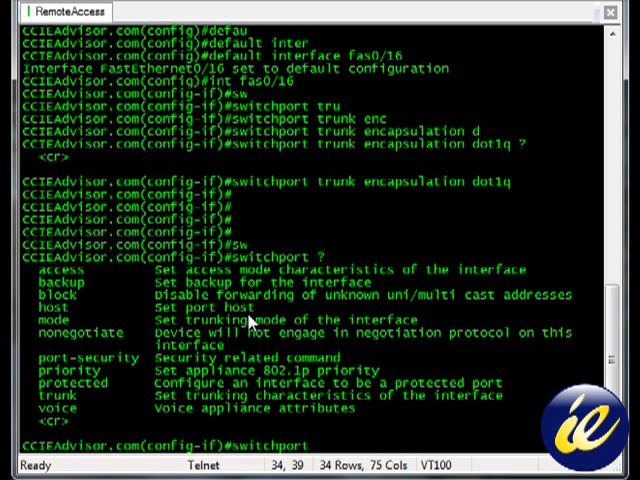 RemoteAccess
CCIEAdvisor.com(config)#defau
CCIEAdvisor.com(config)#default inter
CCIEAdvisor.com(config)#default interface fas0/16
Interface FastEthernet0/16 set to default configuration
CCIEAdvisor.com(config)#int fas0/16
CCIEAdvisor.com(config-if)#sw
CCIEAdvisor.com(config-if)#switchport tru
CCIEAdvisor.com(config-if)#switchport trunk enc
CCIEAdvisor.com(config-if)#switchport trunk encapsulation d
CCIEAdvisor.com(config-if)#switchport trunk encapsulation dot1q ?
<cr>
CCIEAdvisor.com(config-if)#switchport trunk encapsulation dot1q
CCIEAdvisor.com(config-if)#
CCIEAdvisor.com(config-if)#
CCIEAdvisor.com(config-if)#
CCIEAdvisor.com(config-if)#
CCIEAdvisor.com(config-if)#sw
CCIEAdvisor.com(config-if)#switchport ?
access Set access mode characteristics of the interface
backup Set backup for the interface
block Disable forwarding of unknown uni/multi cast addresses
host Set port host
mode Set trunking mode of the interface
nonegotiate Device will not engage in negotiation protocol on this
interface
port-security Security related command
priority Set appliance 802.1p priority
protected Configure an interface to be a protected port
trunk Set trunking characteristics of the interface
voice Voice appliance attributes
<cr>
CCIEAdvisor.com(config-if)#switchport
ie
Ready Telnet 34, 39 34 Rows, 75 Cols VT100